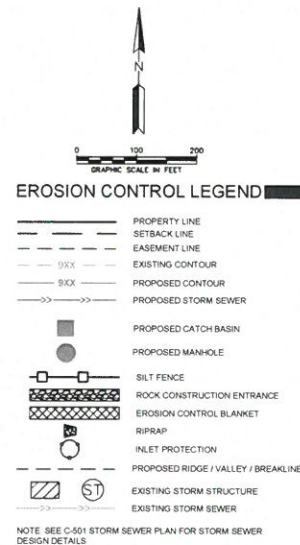 N
0 100 200
GRAPHIC SCALE IN FEET
EROSION CONTROL LEGEND
PROPERTY LINE
SETBACK LINE
EASEMENT LINE
9XX EXISTING CONTOUR
9XX PROPOSED CONTOUR
>> >> >> PROPOSED STORM SEWER
PROPOSED CATCH BASIN
PROPOSED MANHOLE
SILT FENCE
ROCK CONSTRUCTION ENTRANCE
EROSION CONTROL BLANKET
RIPRAP
INLET PROTECTION
PROPOSED RIDGE / VALLEY / BREAKLINE
ST EXISTING STORM STRUCTURE
>> >> >> EXISTING STORM SEWER
NOTE SEE C-501 STORM SEWER PLAN FOR STORM SEWER
DESIGN DETAILS